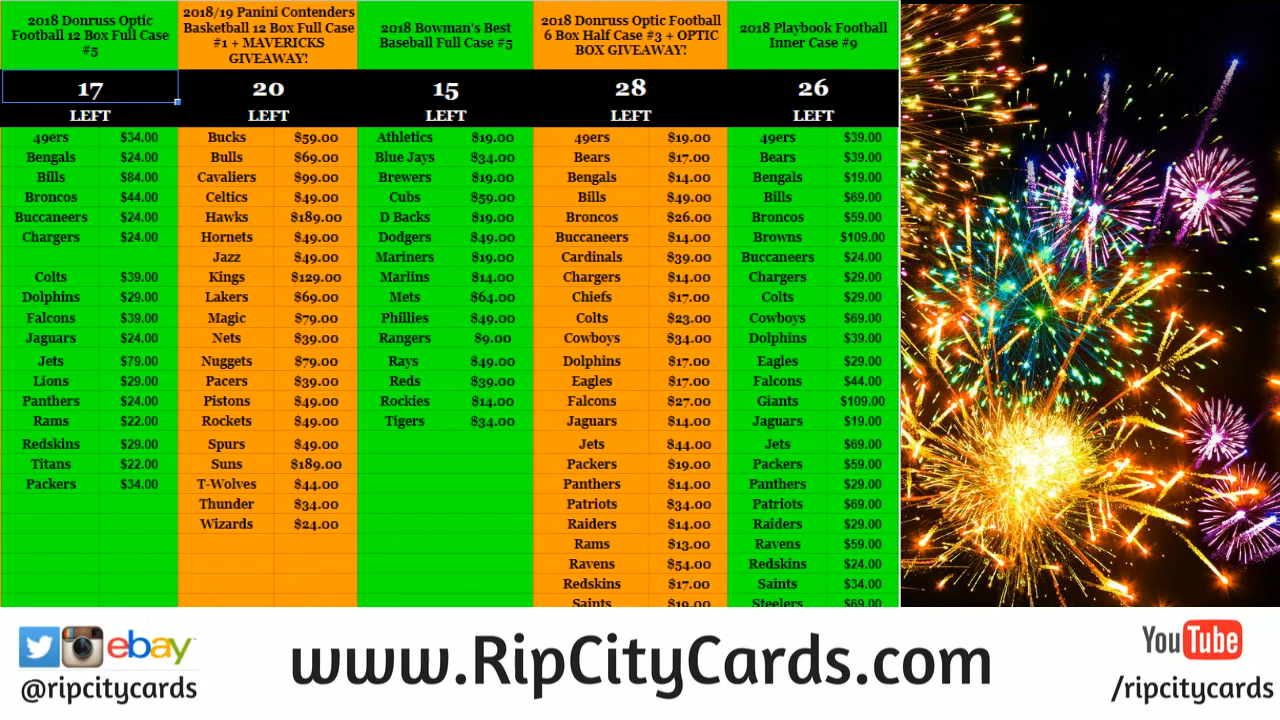 2018 Donruss Optic
Football 12 Box Full Case
#5
17
LEFT
49ers $34.00
Bengals $24.00
Bills $84.00
Broncos $44.00
Buccaneers $24.00
Chargers $24.00
Colts $39.00
Dolphins $29.00
Falcons $39.00
Jaguars $24.00
Jets $79.00
Lions $29.00
Panthers $24.00
Rams $22.00
Redskins $29.00
Titans $22.00
Packers $34.00
2018/19 Panini Contenders
Basketball 12 Box Full Case
#1 + MAVERICKS
GIVEAWAY!
20
LEFT
Bucks $59.00
Bulls $69.00
Cavaliers $99.00
Celtics $49.00
Hawks $189.00
Hornets $49.00
Jazz $49.00
Kings $129.00
Lakers $69.00
Magic $79.00
Nets $39.00
Nuggets $79.00
Pacers $39.00
Pistons $49.00
Rockets $49.00
Spurs $49.00
Suns $189.00
T-Wolves $44.00
Thunder $34.00
Wizards $24.00
2018 Bowman's Best
Baseball Full Case #5
15
LEFT
Athletics $19.00
Blue Jays $34.00
Brewers $19.00
Cubs $59.00
D Backs $19.00
Dodgers $49.00
Mariners $19.00
Marlins $14.00
Mets $64.00
Phillies $49.00
Rangers $9.00
Rays $49.00
Reds $39.00
Rockies $14.00
Tigers $34.00
2018 Donruss Optic Football
6 Box Half Case #3 + OPTIC
BOX GIVEAWAY!
28
LEFT
49ers $19.00
Bears $17.00
Bengals $14.00
Bills $49.00
Broncos $26.00
Buccaneers $14.00
Cardinals $39.00
Chargers $14.00
Chiefs $17.00
Colts $23.00
Cowboys $34.00
Dolphins $17.00
Eagles $17.00
Falcons $27.00
Jaguars $14.00
Jets $44.00
Packers $19.00
Panthers $14.00
Patriots $34.00
Raiders $14.00
Rams $13.00
Ravens $54.00
Redskins $17.00
Saints $19.00
2018 Playbook Football
Inner Case #9
26
LEFT
49ers $39.00
Bears $39.00
Bengals $19.00
Bills $69.00
Broncos $59.00
Browns $109.00
Buccaneers $24.00
Chargers $29.00
Colts $29.00
Cowboys $69.00
Dolphins $39.00
Eagles $29.00
Falcons $44.00
Giants $109.00
Jaguars $19.00
Jets $69.00
Packers $59.00
Panthers $29.00
Patriots $69.00
Raiders $29.00
Ravens $59.00
Redskins $24.00
Saints $34.00
Steelers $69.00
ebay
@ripcitycards
www.RipCityCards.com
YouTube
/ripcitycards